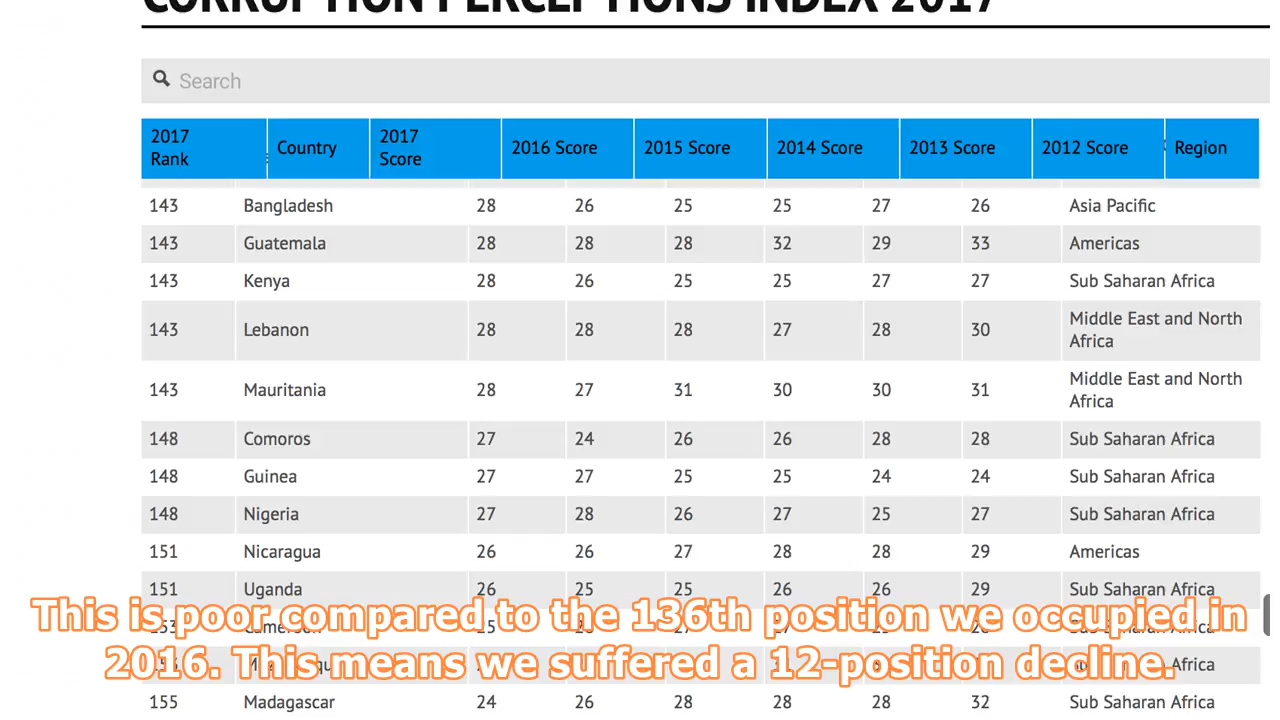 CORRUPTION PERCEPTIONS INDEX 2017
Search
2017 Rank Country 2017 Score 2016 Score 2015 Score 2014 Score 2013 Score 2012 Score Region
143 Bangladesh 28 26 25 25 27 26 Asia Pacific
143 Guatemala 28 28 28 32 29 33 Americas
143 Kenya 28 26 25 25 27 27 Sub Saharan Africa
143 Lebanon 28 28 28 27 28 30 Middle East and North Africa
143 Mauritania 28 27 31 30 30 31 Middle East and North Africa
148 Comoros 27 24 26 26 28 28 Sub Saharan Africa
148 Guinea 27 27 25 25 24 24 Sub Saharan Africa
148 Nigeria 27 28 26 27 25 27 Sub Saharan Africa
151 Nicaragua 26 26 27 28 28 29 Americas
151 Uganda 26 25 25 26 26 29 Sub Saharan Africa
This is poor compared to the 136th position we occupied in
2016. This means we suffered a 12-position decline.
155 Madagascar 24 26 28 28 28 32 Sub Saharan Africa